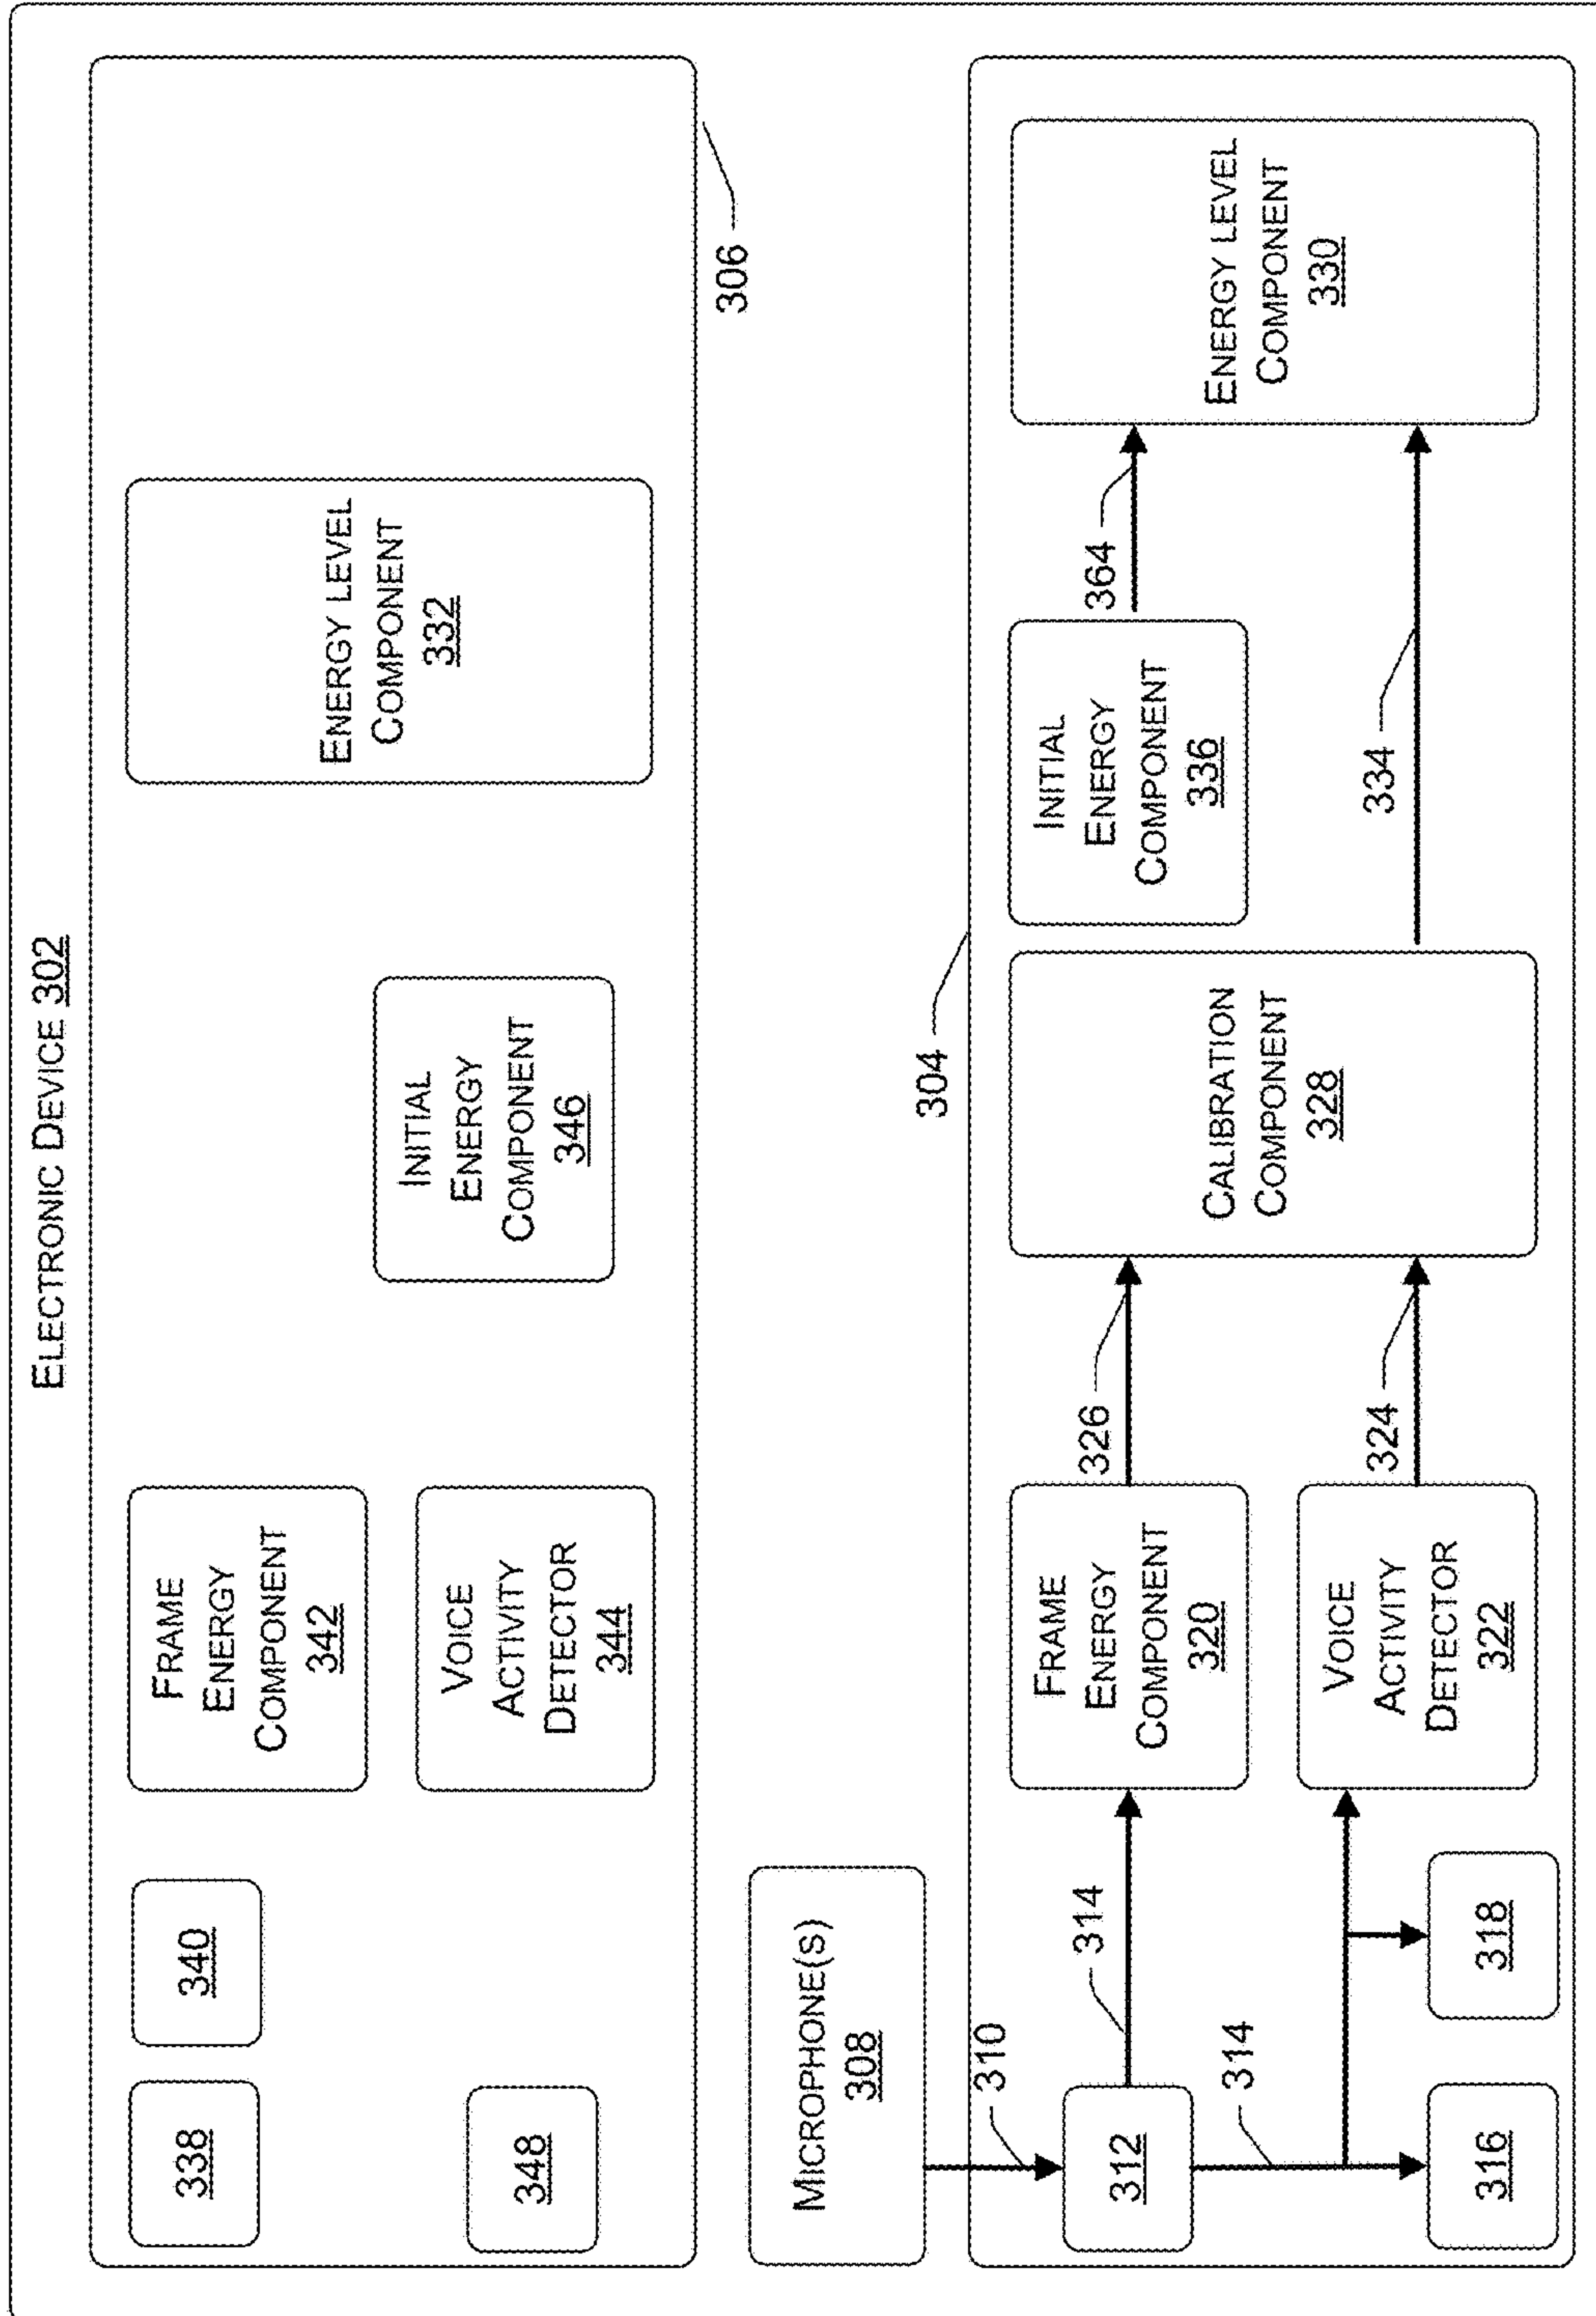 ELECTRONIC DEVICE 302
338
340
348
FRAME
ENERGY
COMPONENT
342
VOICE
ACTIVITY
DETECTOR
344
INITIAL
ENERGY
COMPONENT
346
ENERGY LEVEL
COMPONENT
332
306
MICROPHONE(S)
308
304
310
312
314
314
316
318
FRAME
ENERGY
COMPONENT
320
VOICE
ACTIVITY
DETECTOR
322
326
324
CALIBRATION
COMPONENT
328
INITIAL
ENERGY
COMPONENT
336
364
334
ENERGY LEVEL
COMPONENT
330